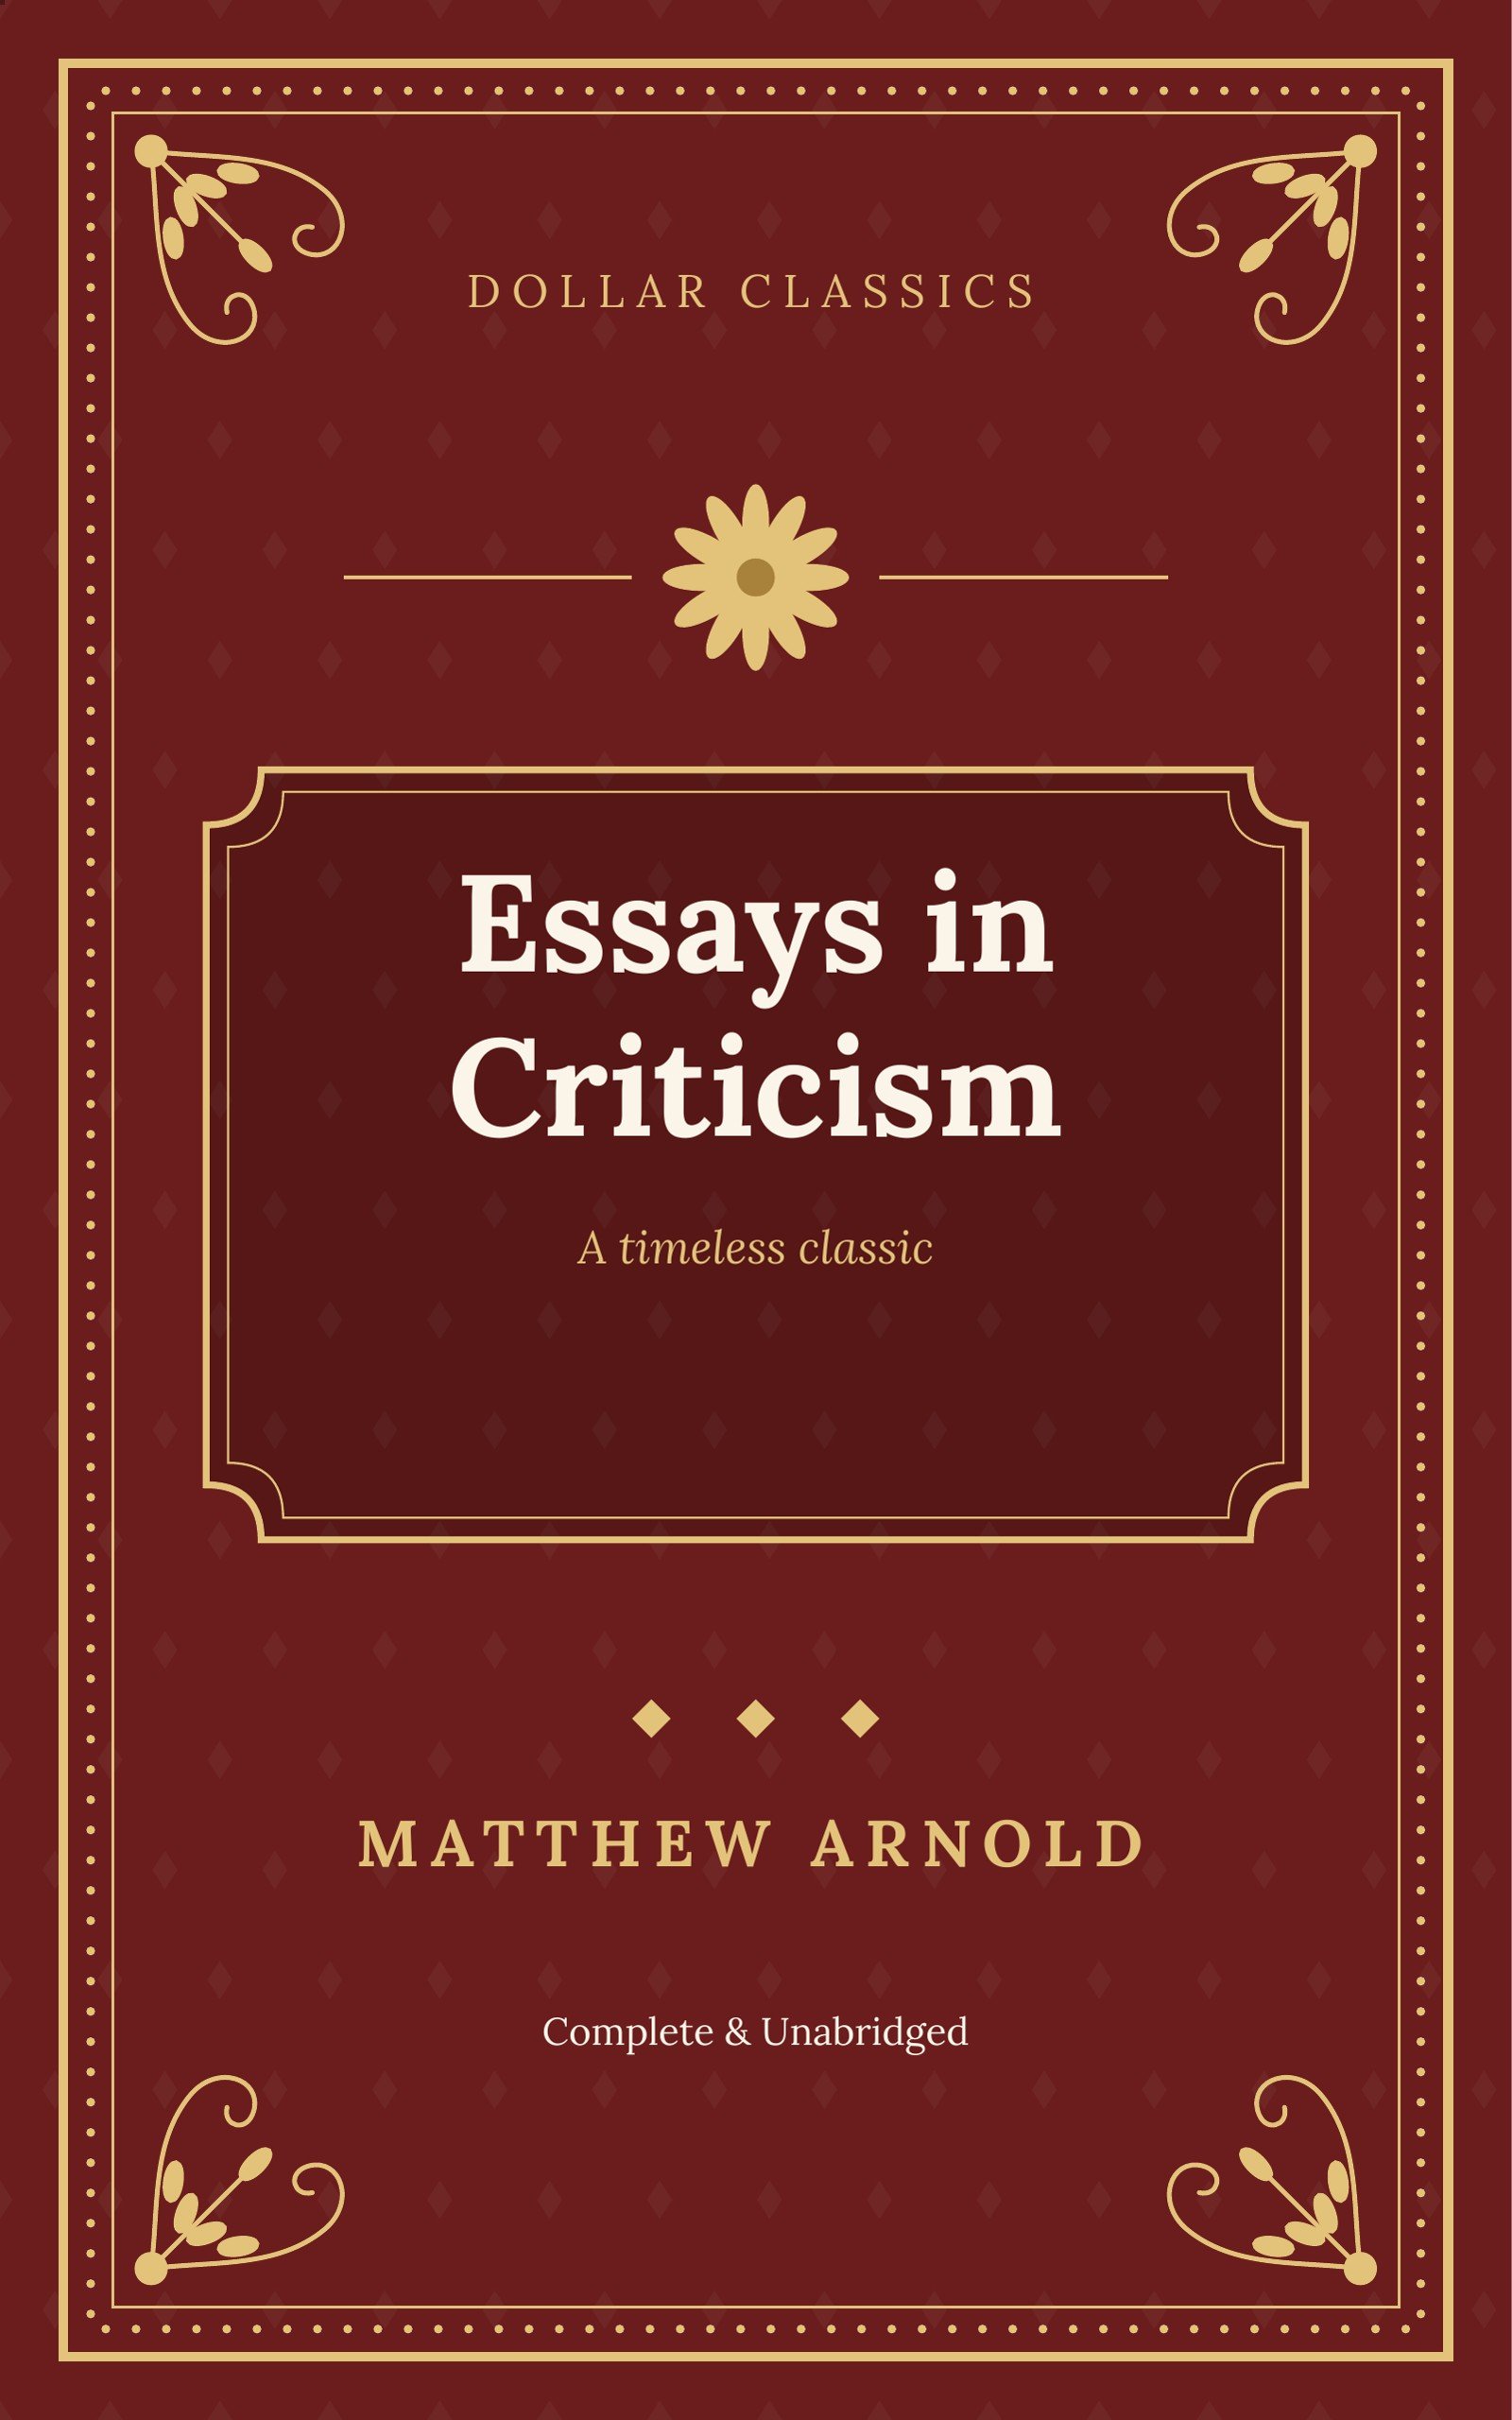 DOLLAR CLASSICS
Essays in
Criticism
A timeless classic
MATTHEW ARNOLD
Complete & Unabridged